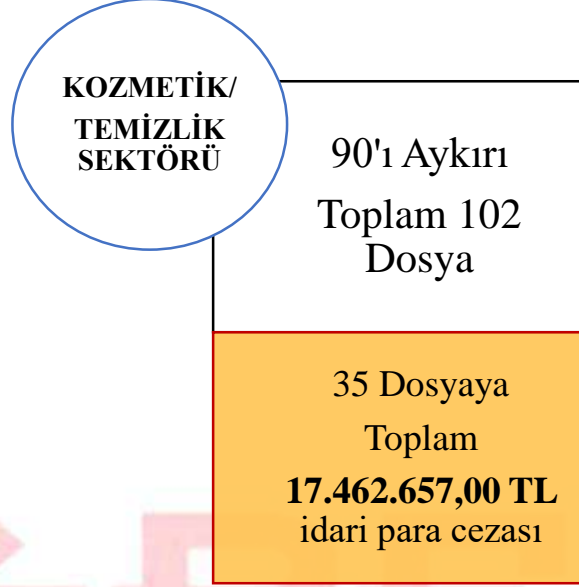 KOZMETİK/
TEMİZLİK
SEKTÖRÜ
90'ı Aykırı
Toplam 102
Dosya
35 Dosyaya
Toplam
17.462.657,00 TL
idari para cezası